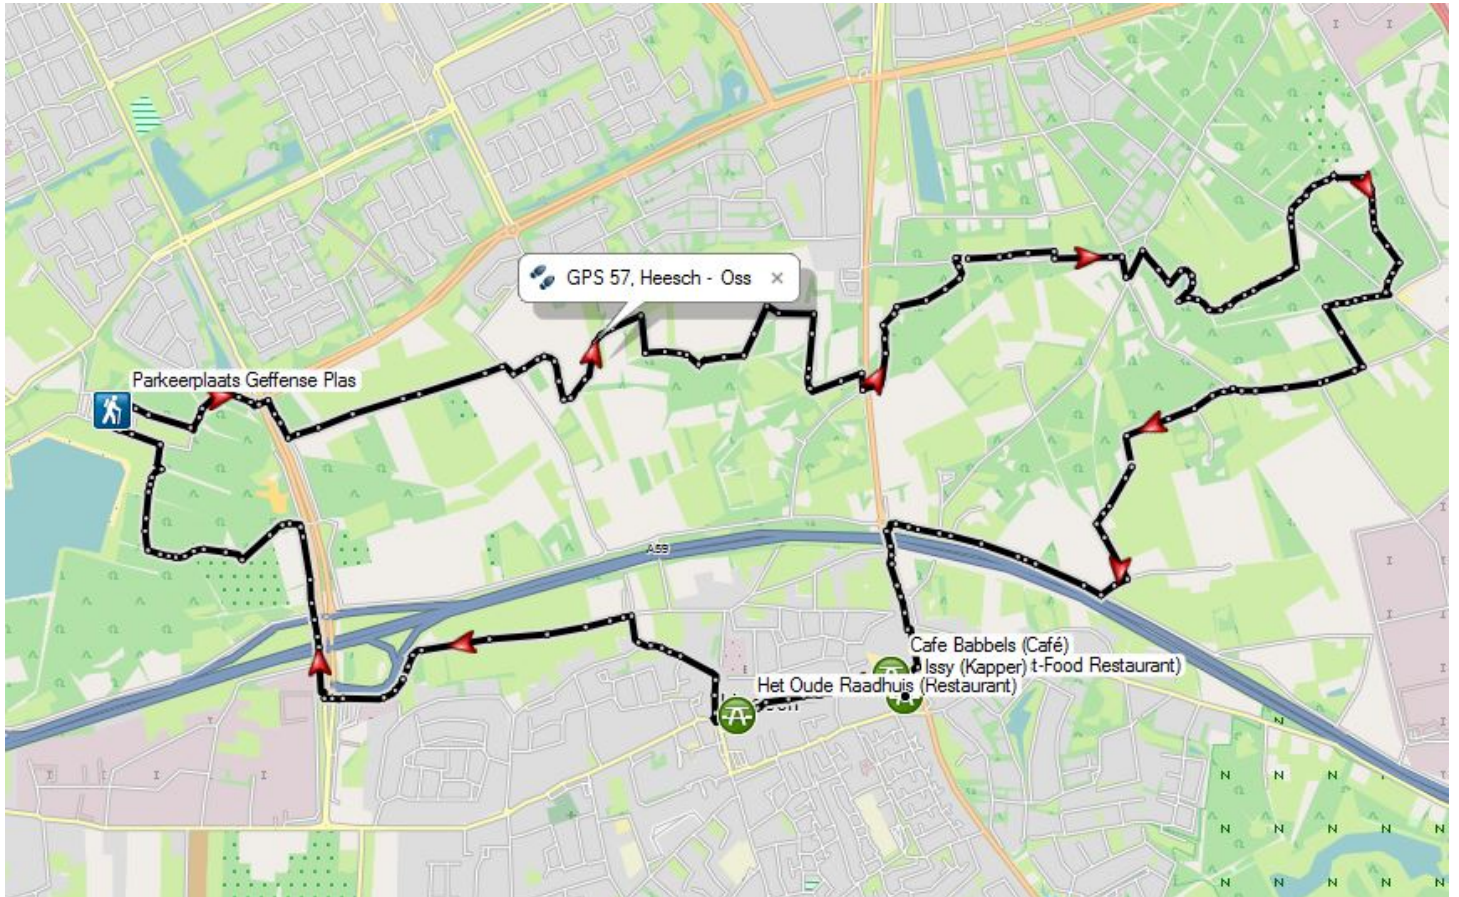 GPS 57, Heesch - Oss ×
Parkeerplaats Geffense Plas
A59
Cafe Babbels (Café)
Issy (Kapper) t-Food Restaurant)
Het Oude Raadhuis (Restaurant)